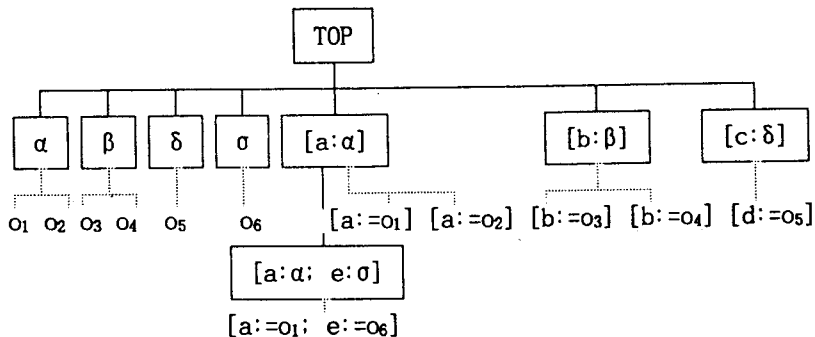 TOP
α β δ σ [a:α] [b:β] [c:δ]
o₁ o₂ o₃ o₄ o₅ o₆ [a:=o₁] [a:=o₂] [b:=o₃] [b:=o₄] [d:=o₅]
[a:α; e:σ]
[a:=o₁; e:=o₆]